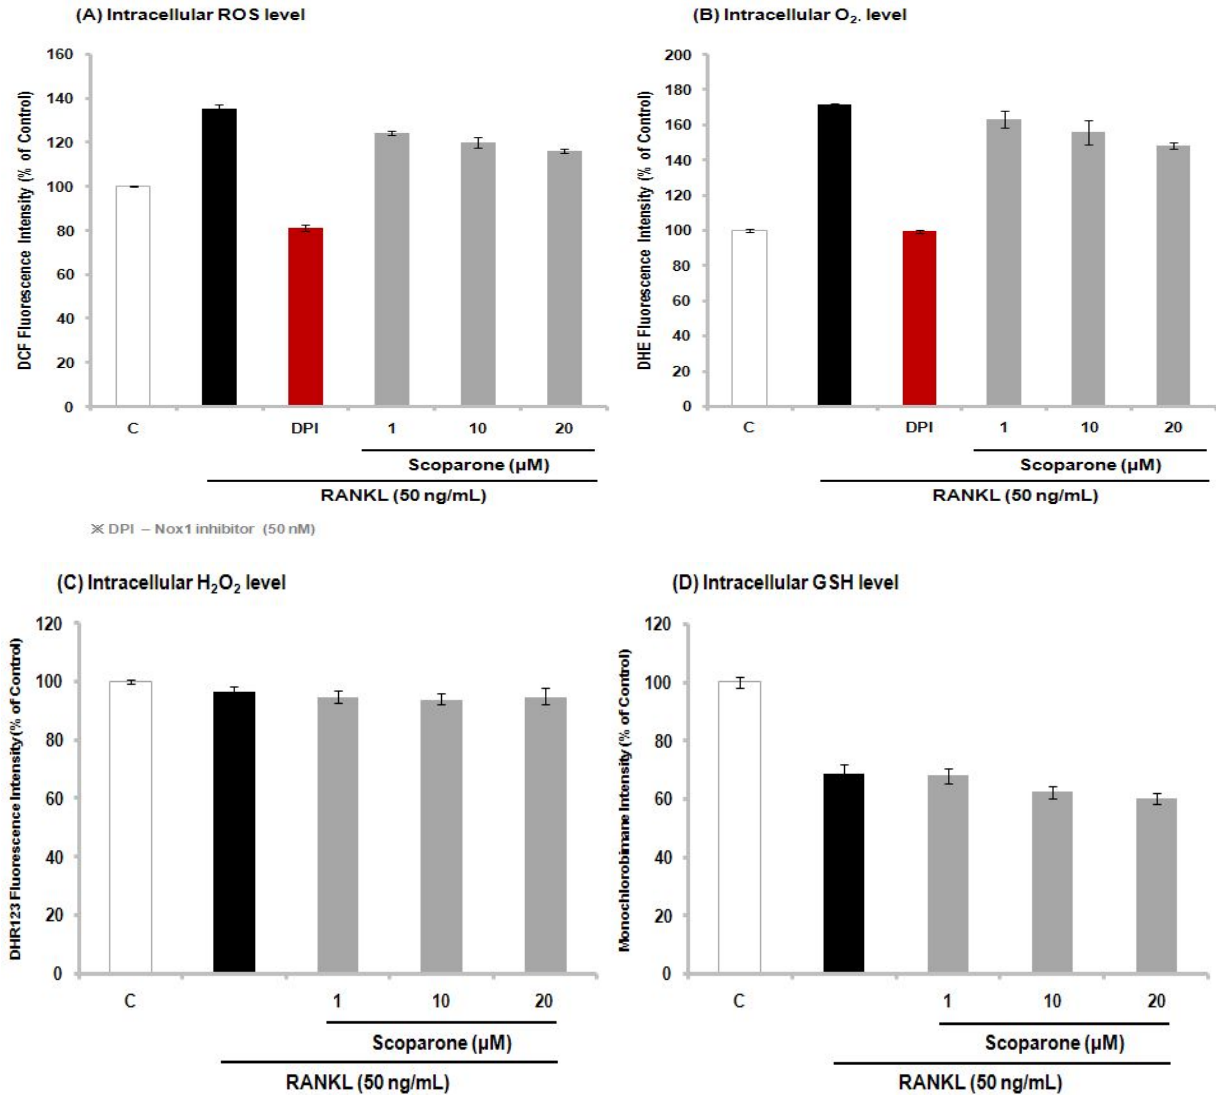 (A) Intracellular ROS level
DCF Fluorescence Intensity (% of Control)
160
140
120
100
80
60
40
20
0
C
DPI
1
10
20
Scoparone (µM)
RANKL (50 ng/mL)
※ DPI – Nox1 inhibitor (50 nM)
(B) Intracellular O2. level
DHE Fluorescence Intensity (% of Control)
200
180
160
140
120
100
80
60
40
20
0
C
DPI
1
10
20
Scoparone (µM)
RANKL (50 ng/mL)
(C) Intracellular H2O2 level
DHR123 Fluorescence Intensity (% of Control)
120
100
80
60
40
20
0
C
1
10
20
Scoparone (µM)
RANKL (50 ng/mL)
(D) Intracellular GSH level
Monochlorobimane Intensity (% of Control)
120
100
80
60
40
20
0
C
1
10
20
Scoparone (µM)
RANKL (50 ng/mL)